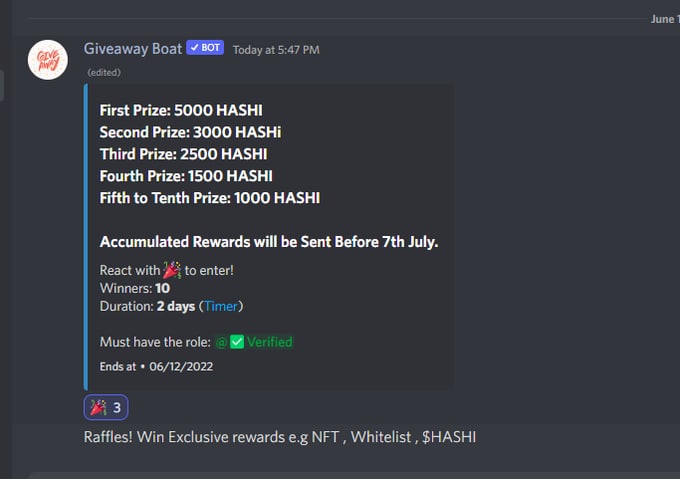 June 1
GIVE
AWAY
Giveaway Boat ✓ BOT Today at 5:47 PM
(edited)
First Prize: 5000 HASHI
Second Prize: 3000 HASHi
Third Prize: 2500 HASHI
Fourth Prize: 1500 HASHI
Fifth to Tenth Prize: 1000 HASHI
Accumulated Rewards will be Sent Before 7th July.
React with 🎉 to enter!
Winners: 10
Duration: 2 days (Timer)
Must have the role: @✅ Verified
Ends at • 06/12/2022
🎉 3
Raffles! Win Exclusive rewards e.g NFT , Whitelist , $HASHI